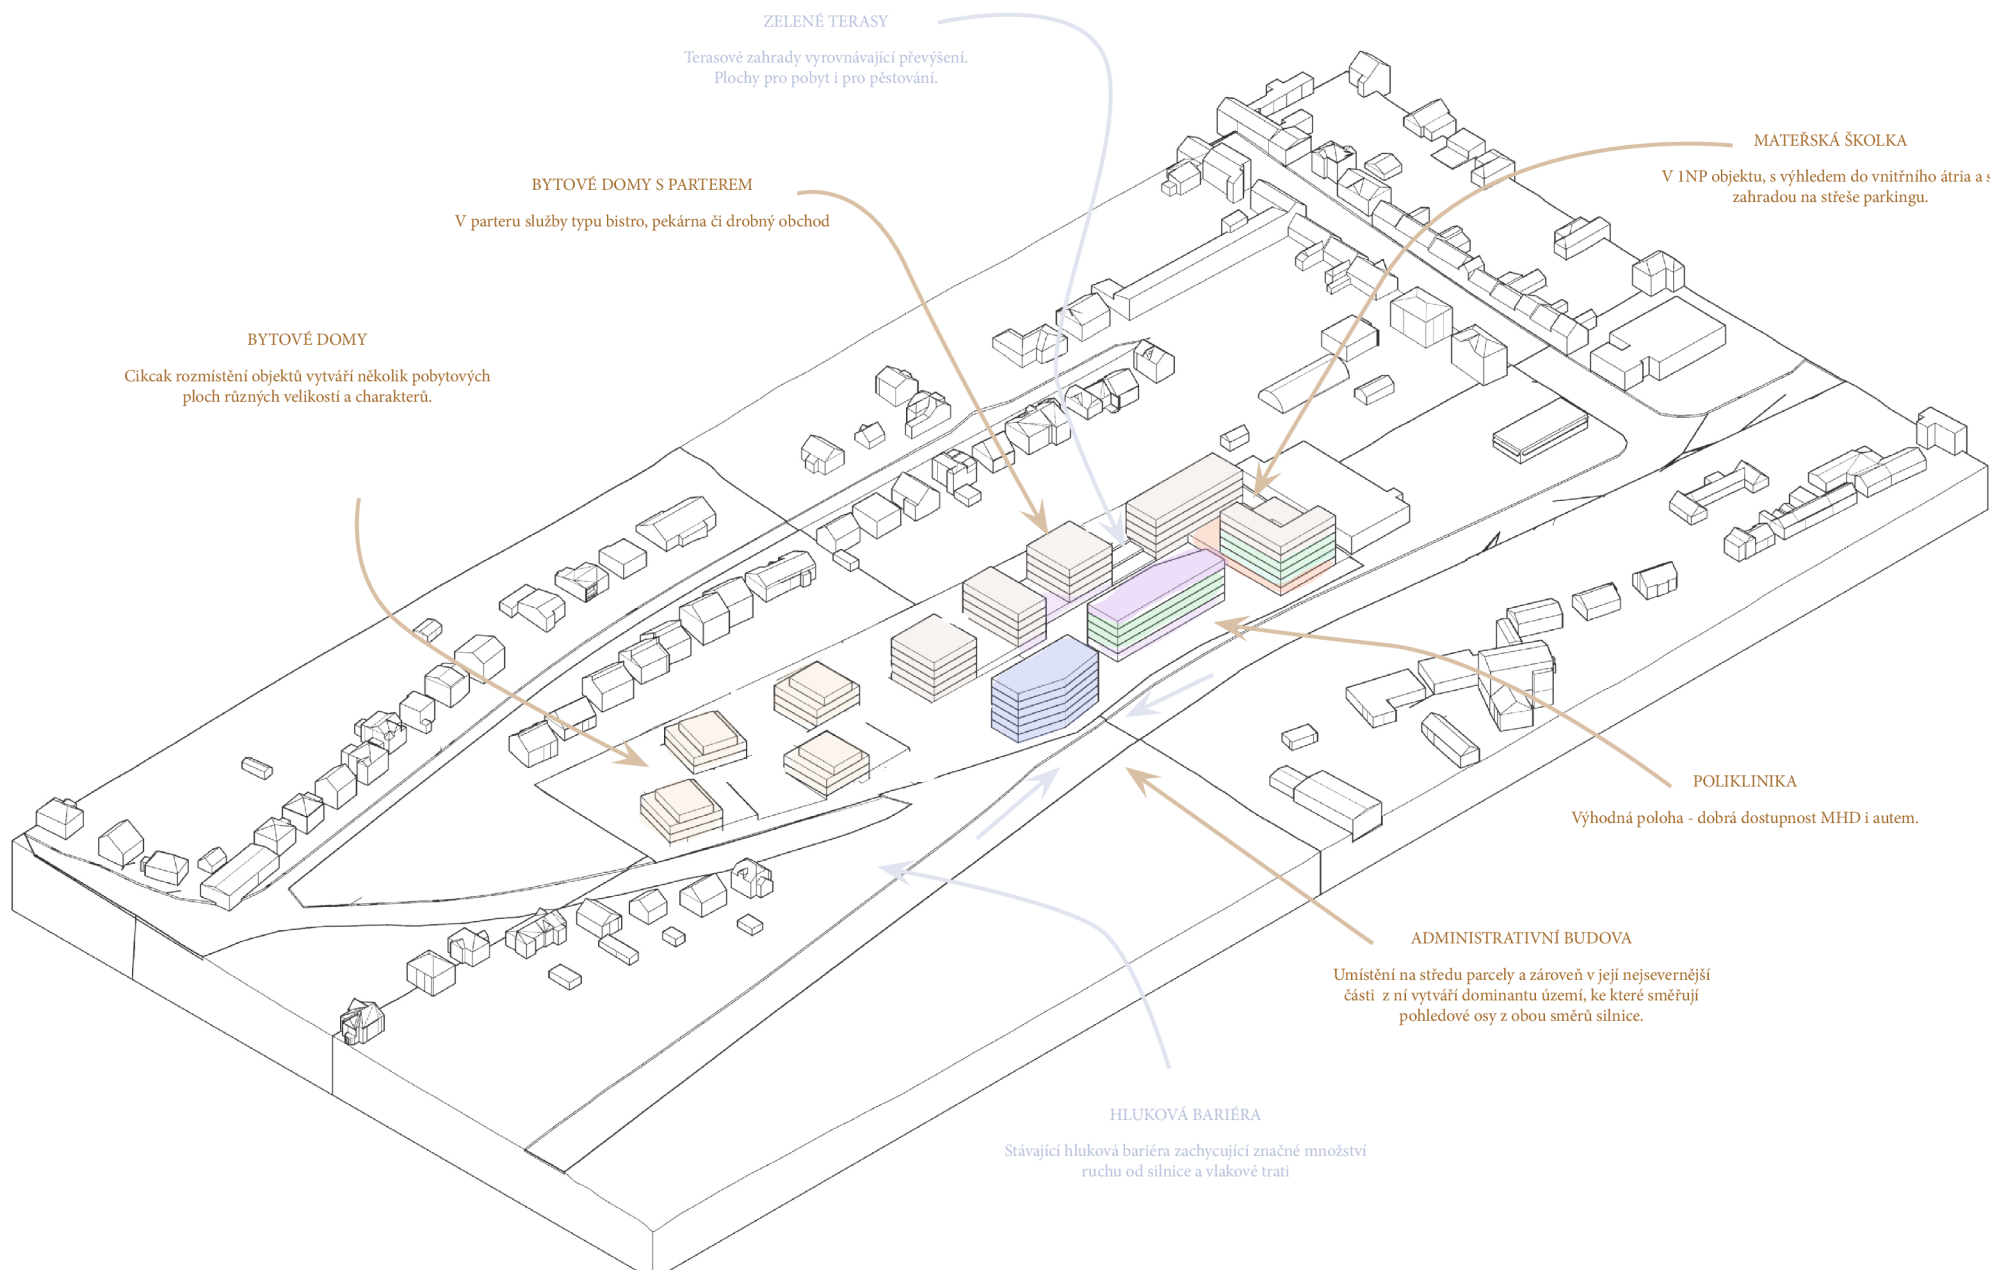 ZELENÉ TERASY
Terasové zahrady vyrovnávající převýšení.
Plochy pro pobyt i pro pěstování.
MATEŘSKÁ ŠKOLKA
V 1NP objektu, s výhledem do vnitřního átria a s
zahradou na střeše parkingu.
BYTOVÉ DOMY S PARTEREM
V parteru služby typu bistro, pekárna či drobný obchod
BYTOVÉ DOMY
Cikcak rozmístění objektů vytváří několik pobytových
ploch různých velikostí a charakterů.
POLIKLINIKA
Výhodná poloha - dobrá dostupnost MHD i autem.
ADMINISTRATIVNÍ BUDOVA
Umístění na středu parcely a zároveň v její nejsevernější
části z ní vytváří dominantu území, ke které směřují
pohledové osy z obou směrů silnice.
HLUKOVÁ BARIÉRA
Stávající hluková bariéra zachycující značné množství
ruchu od silnice a vlakové trati